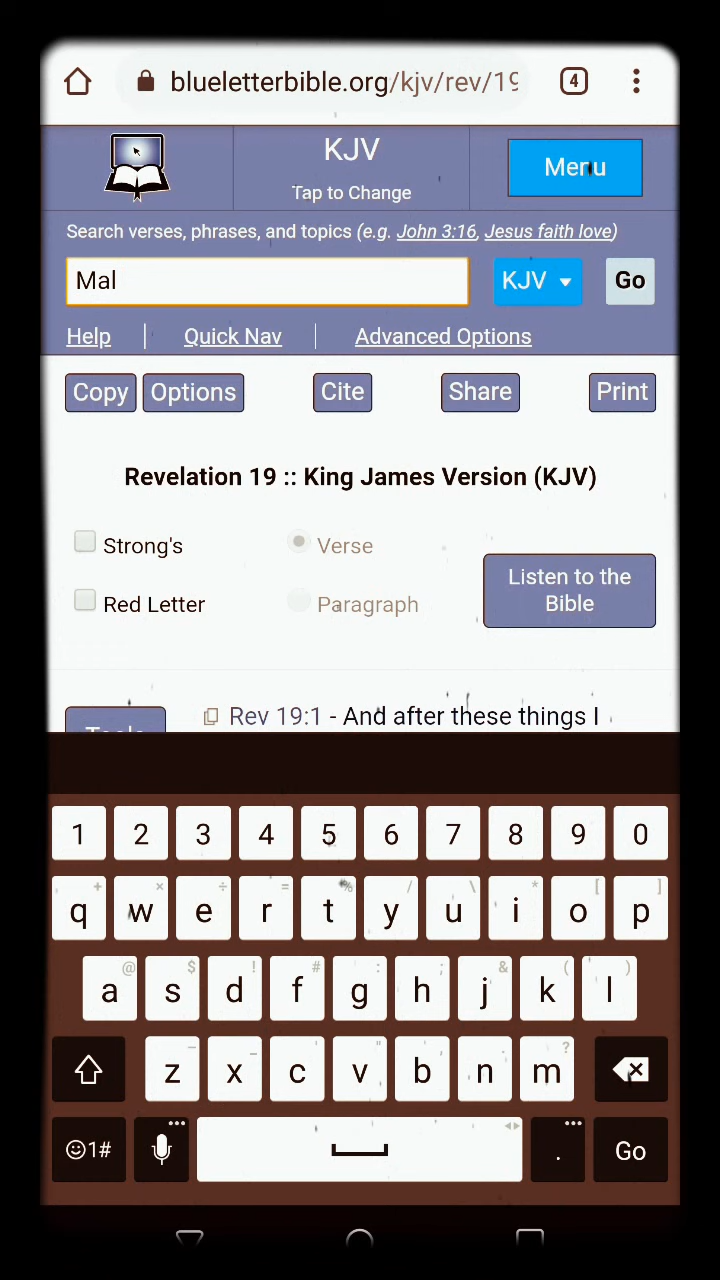 blueletterbible.org/kjv/rev/19
4
KJV
Tap to Change
Menu
Search verses, phrases, and topics (e.g. John 3:16, Jesus faith love)
Mal
KJV
Go
Help | Quick Nav | Advanced Options
Copy Options Cite Share Print
Revelation 19 :: King James Version (KJV)
Strong's Verse
Red Letter Paragraph
Listen to the
Bible
Tools
Rev 19:1 - And after these things I
1 2 3 4 5 6 7 8 9 0
+ × ÷ = % / \ * [ ]
q w e r t y u i o p
@ $ ! # : ; & ( )
a s d f g h j k l
– _ ' " , . ?
z x c v b n m
1# . Go